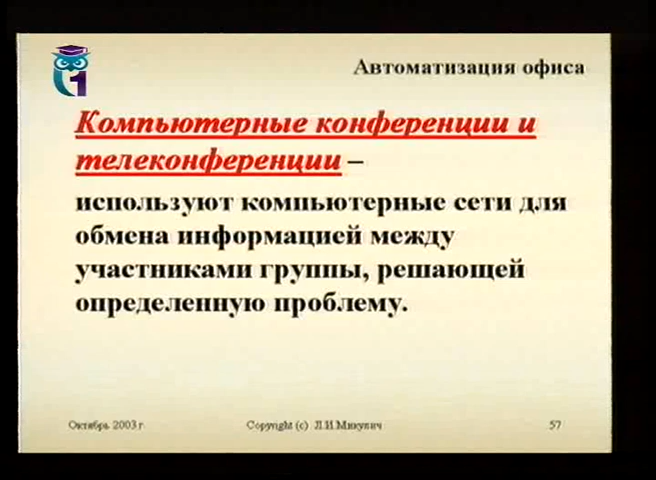 Автоматизация офиса
Компьютерные конференции и
телеконференции –
используют компьютерные сети для
обмена информацией между
участниками группы, решающей
определенную проблему.
Октябрь 2003 г.
Copyright (c) Л.И.Микулич
57